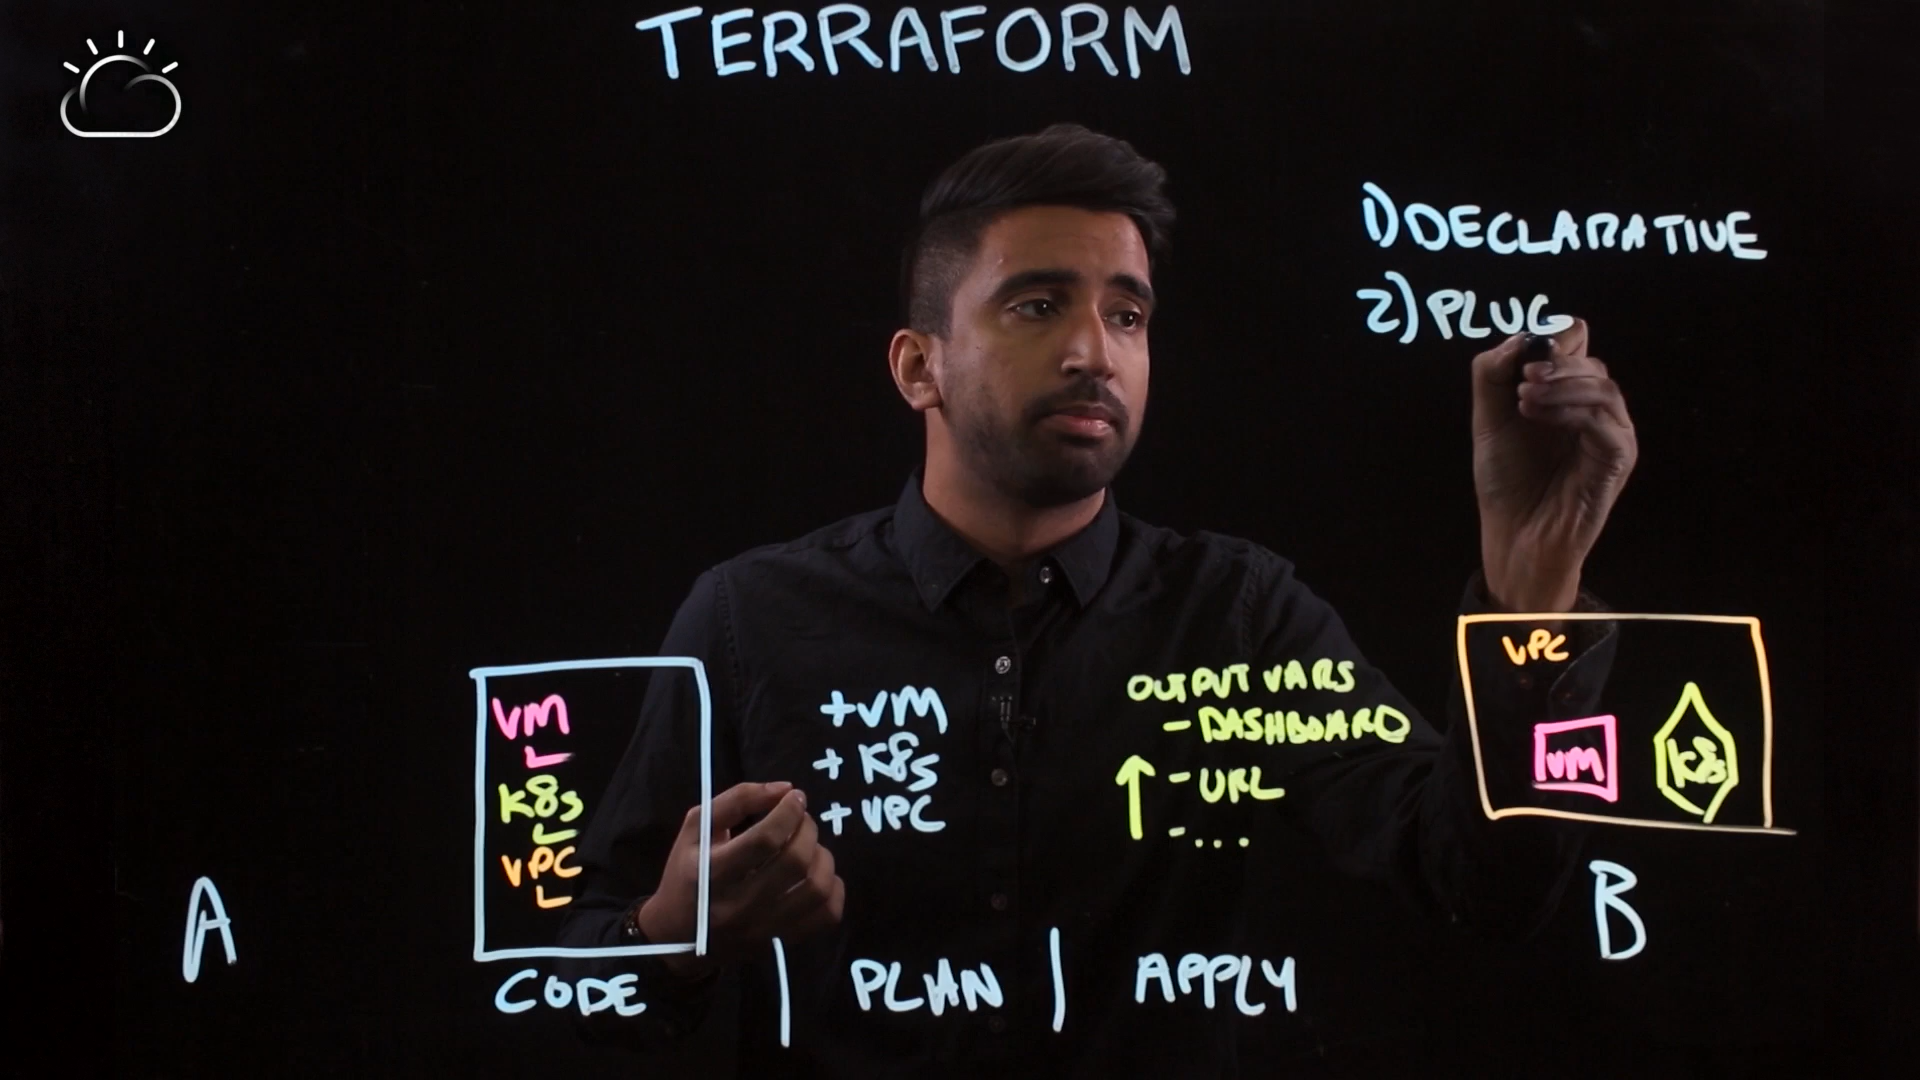 TERRAFORM
1) DECLARATIVE
2) PLUG
VM
K8s
VPC
+VM
+ K8s
+ VPC
OUTPUT VARS
- DASHBOARD
- URL
- ...
VPC
VM
K8s
A
B
CODE | PLAN | APPLY